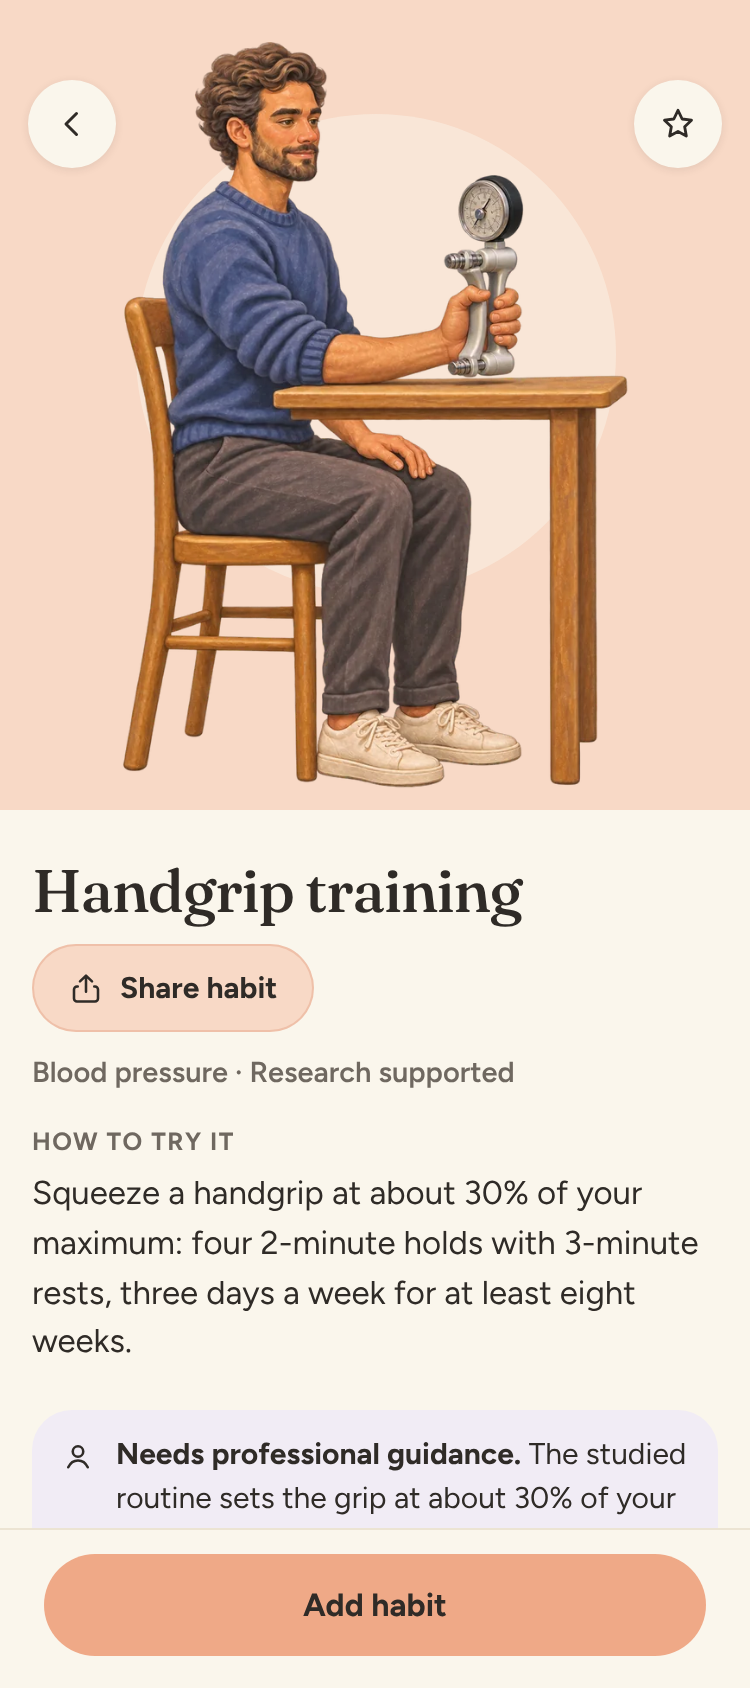 Handgrip training
Share habit
Blood pressure · Research supported
HOW TO TRY IT
Squeeze a handgrip at about 30% of your
maximum: four 2-minute holds with 3-minute
rests, three days a week for at least eight
weeks.
Needs professional guidance. The studied
routine sets the grip at about 30% of your
Add habit